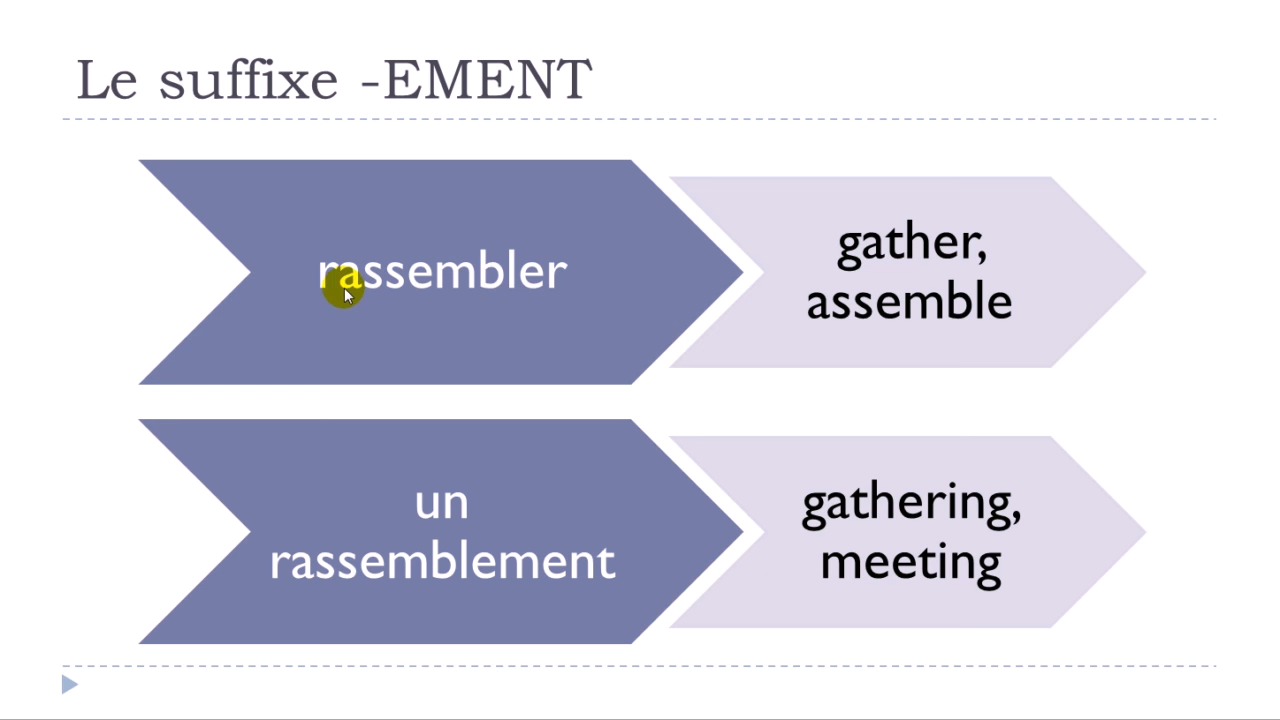 Le suffixe -EMENT
rassembler
gather,
assemble
un
rassemblement
gathering,
meeting